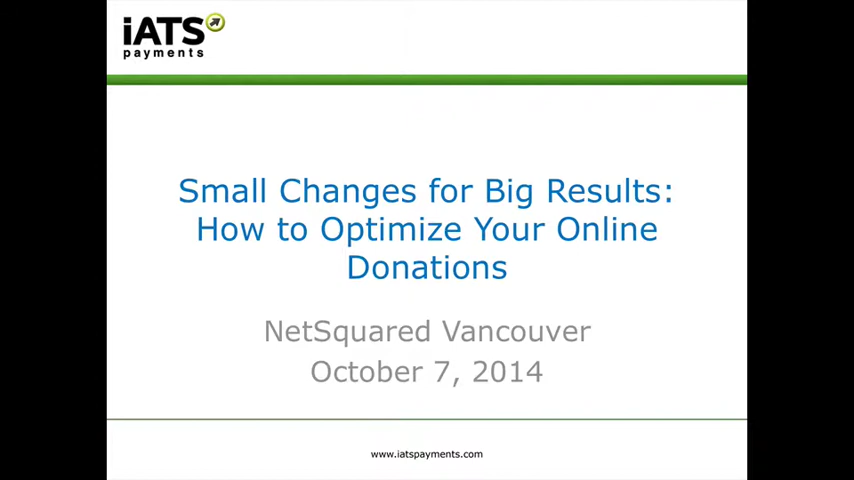 iATS
payments
Small Changes for Big Results:
How to Optimize Your Online
Donations
NetSquared Vancouver
October 7, 2014
www.iatspayments.com